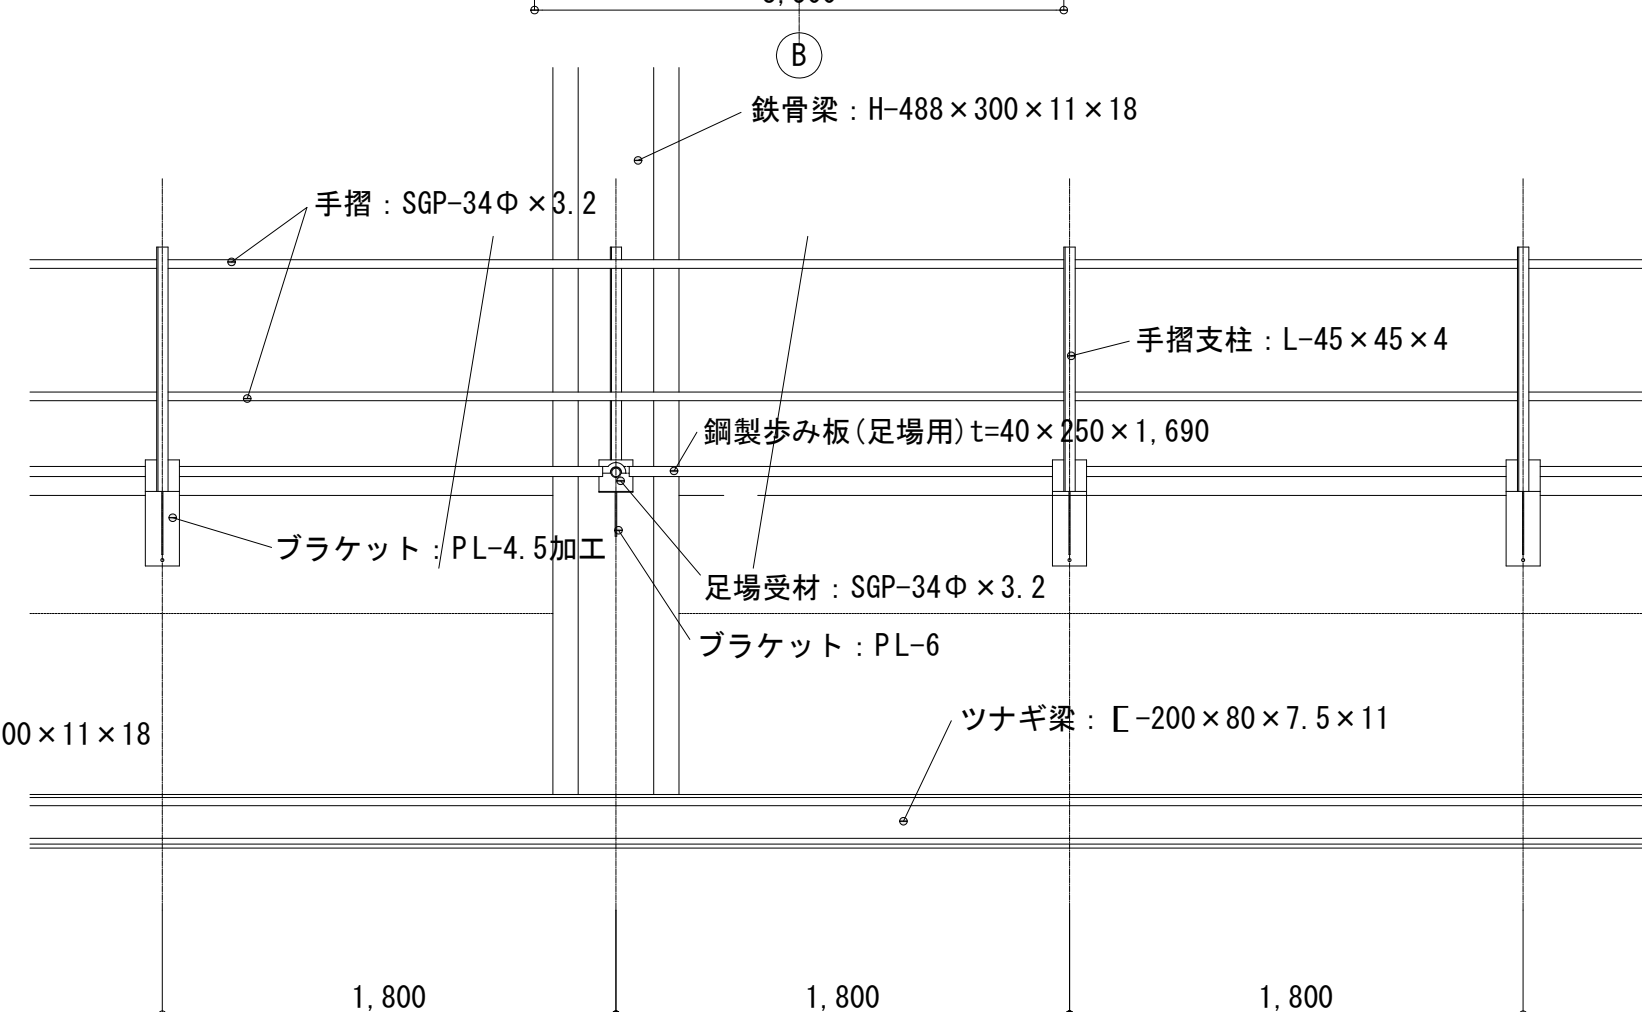 B
鉄骨梁：H-488×300×11×18
手摺：SGP-34Φ×3.2
手摺支柱：L-45×45×4
鋼製歩み板(足場用)t=40×250×1,690
ブラケット：PL-4.5加工
足場受材：SGP-34Φ×3.2
ブラケット：PL-6
ツナギ梁：[-200×80×7.5×11
00×11×18
1,800 1,800 1,800